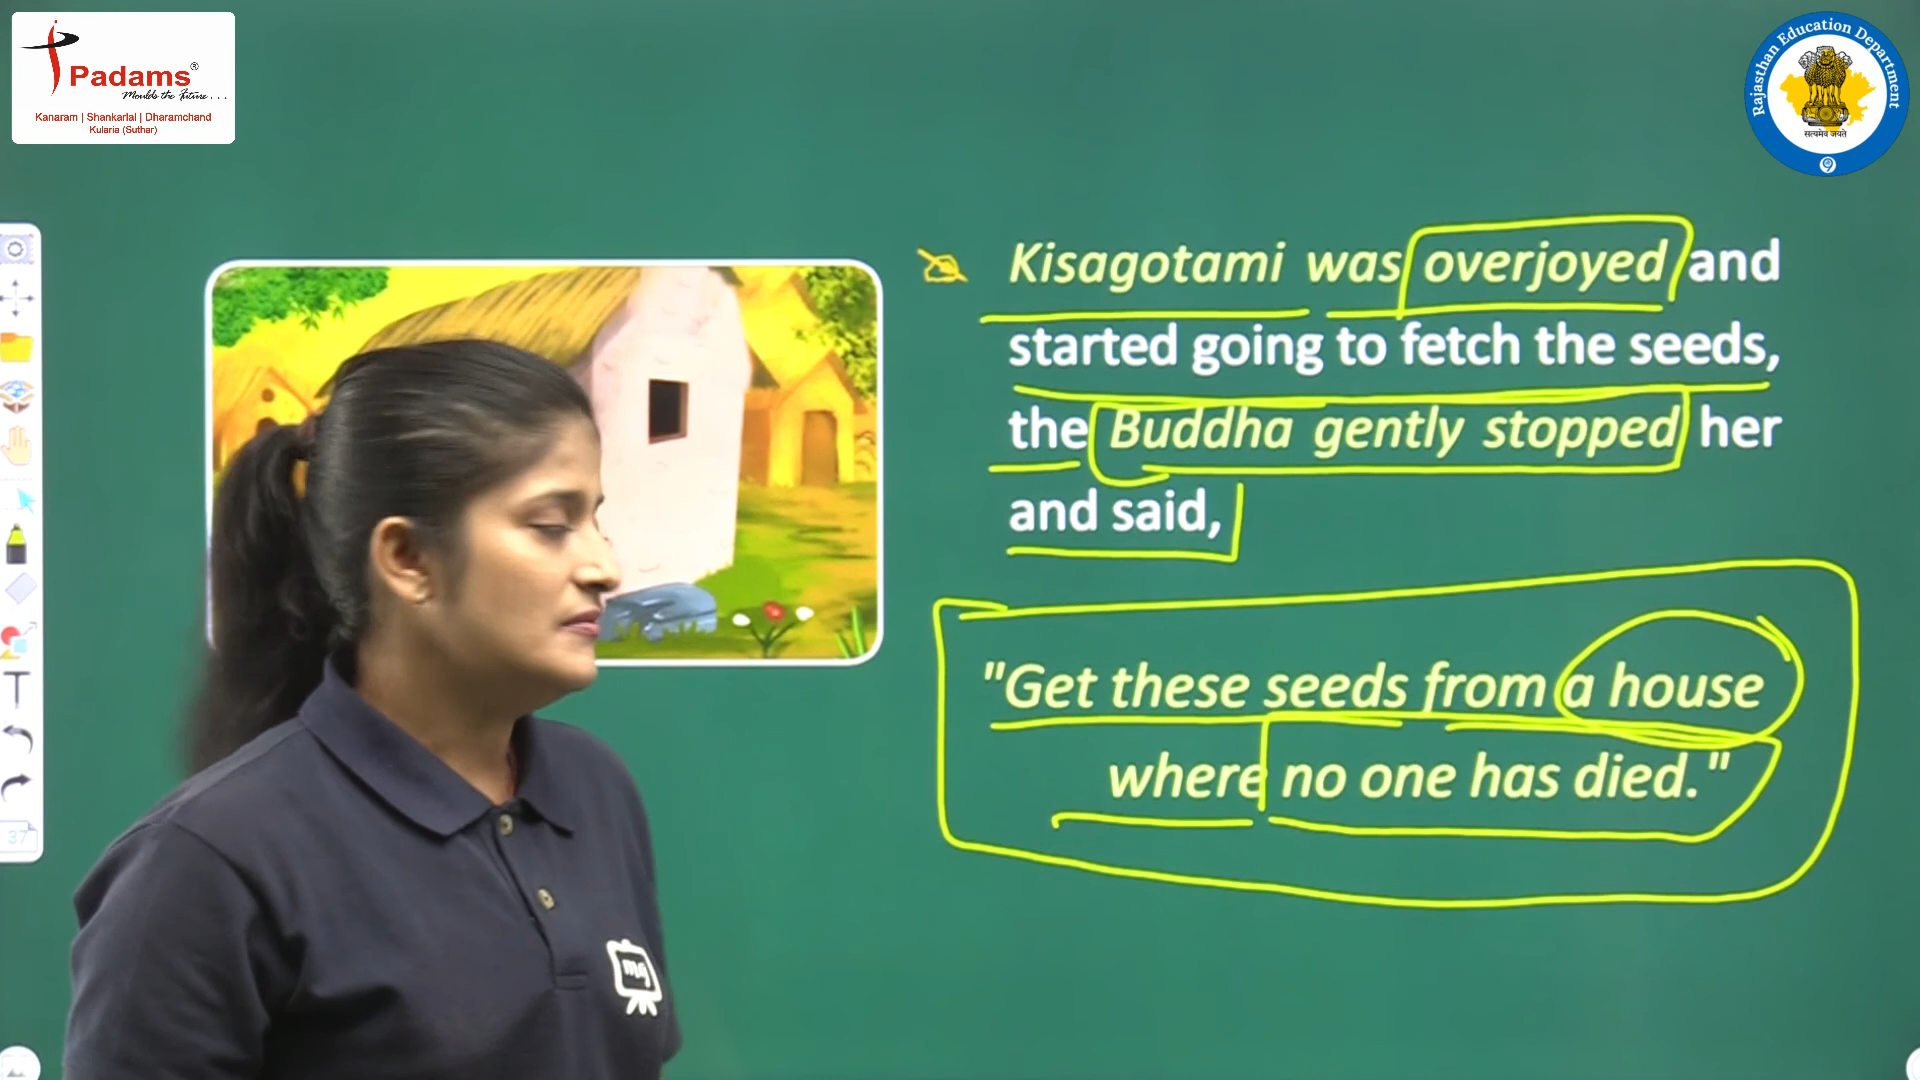 Padams®
Moulds the Future . . .
Kanaram | Shankarlal | Dharamchand
Kularia (Suthar)
Rajasthan Education Department
सत्यमेव जयते
Kisagotami was overjoyed and
started going to fetch the seeds,
the Buddha gently stopped her
and said,
"Get these seeds from a house
where no one has died."
T
37
mg